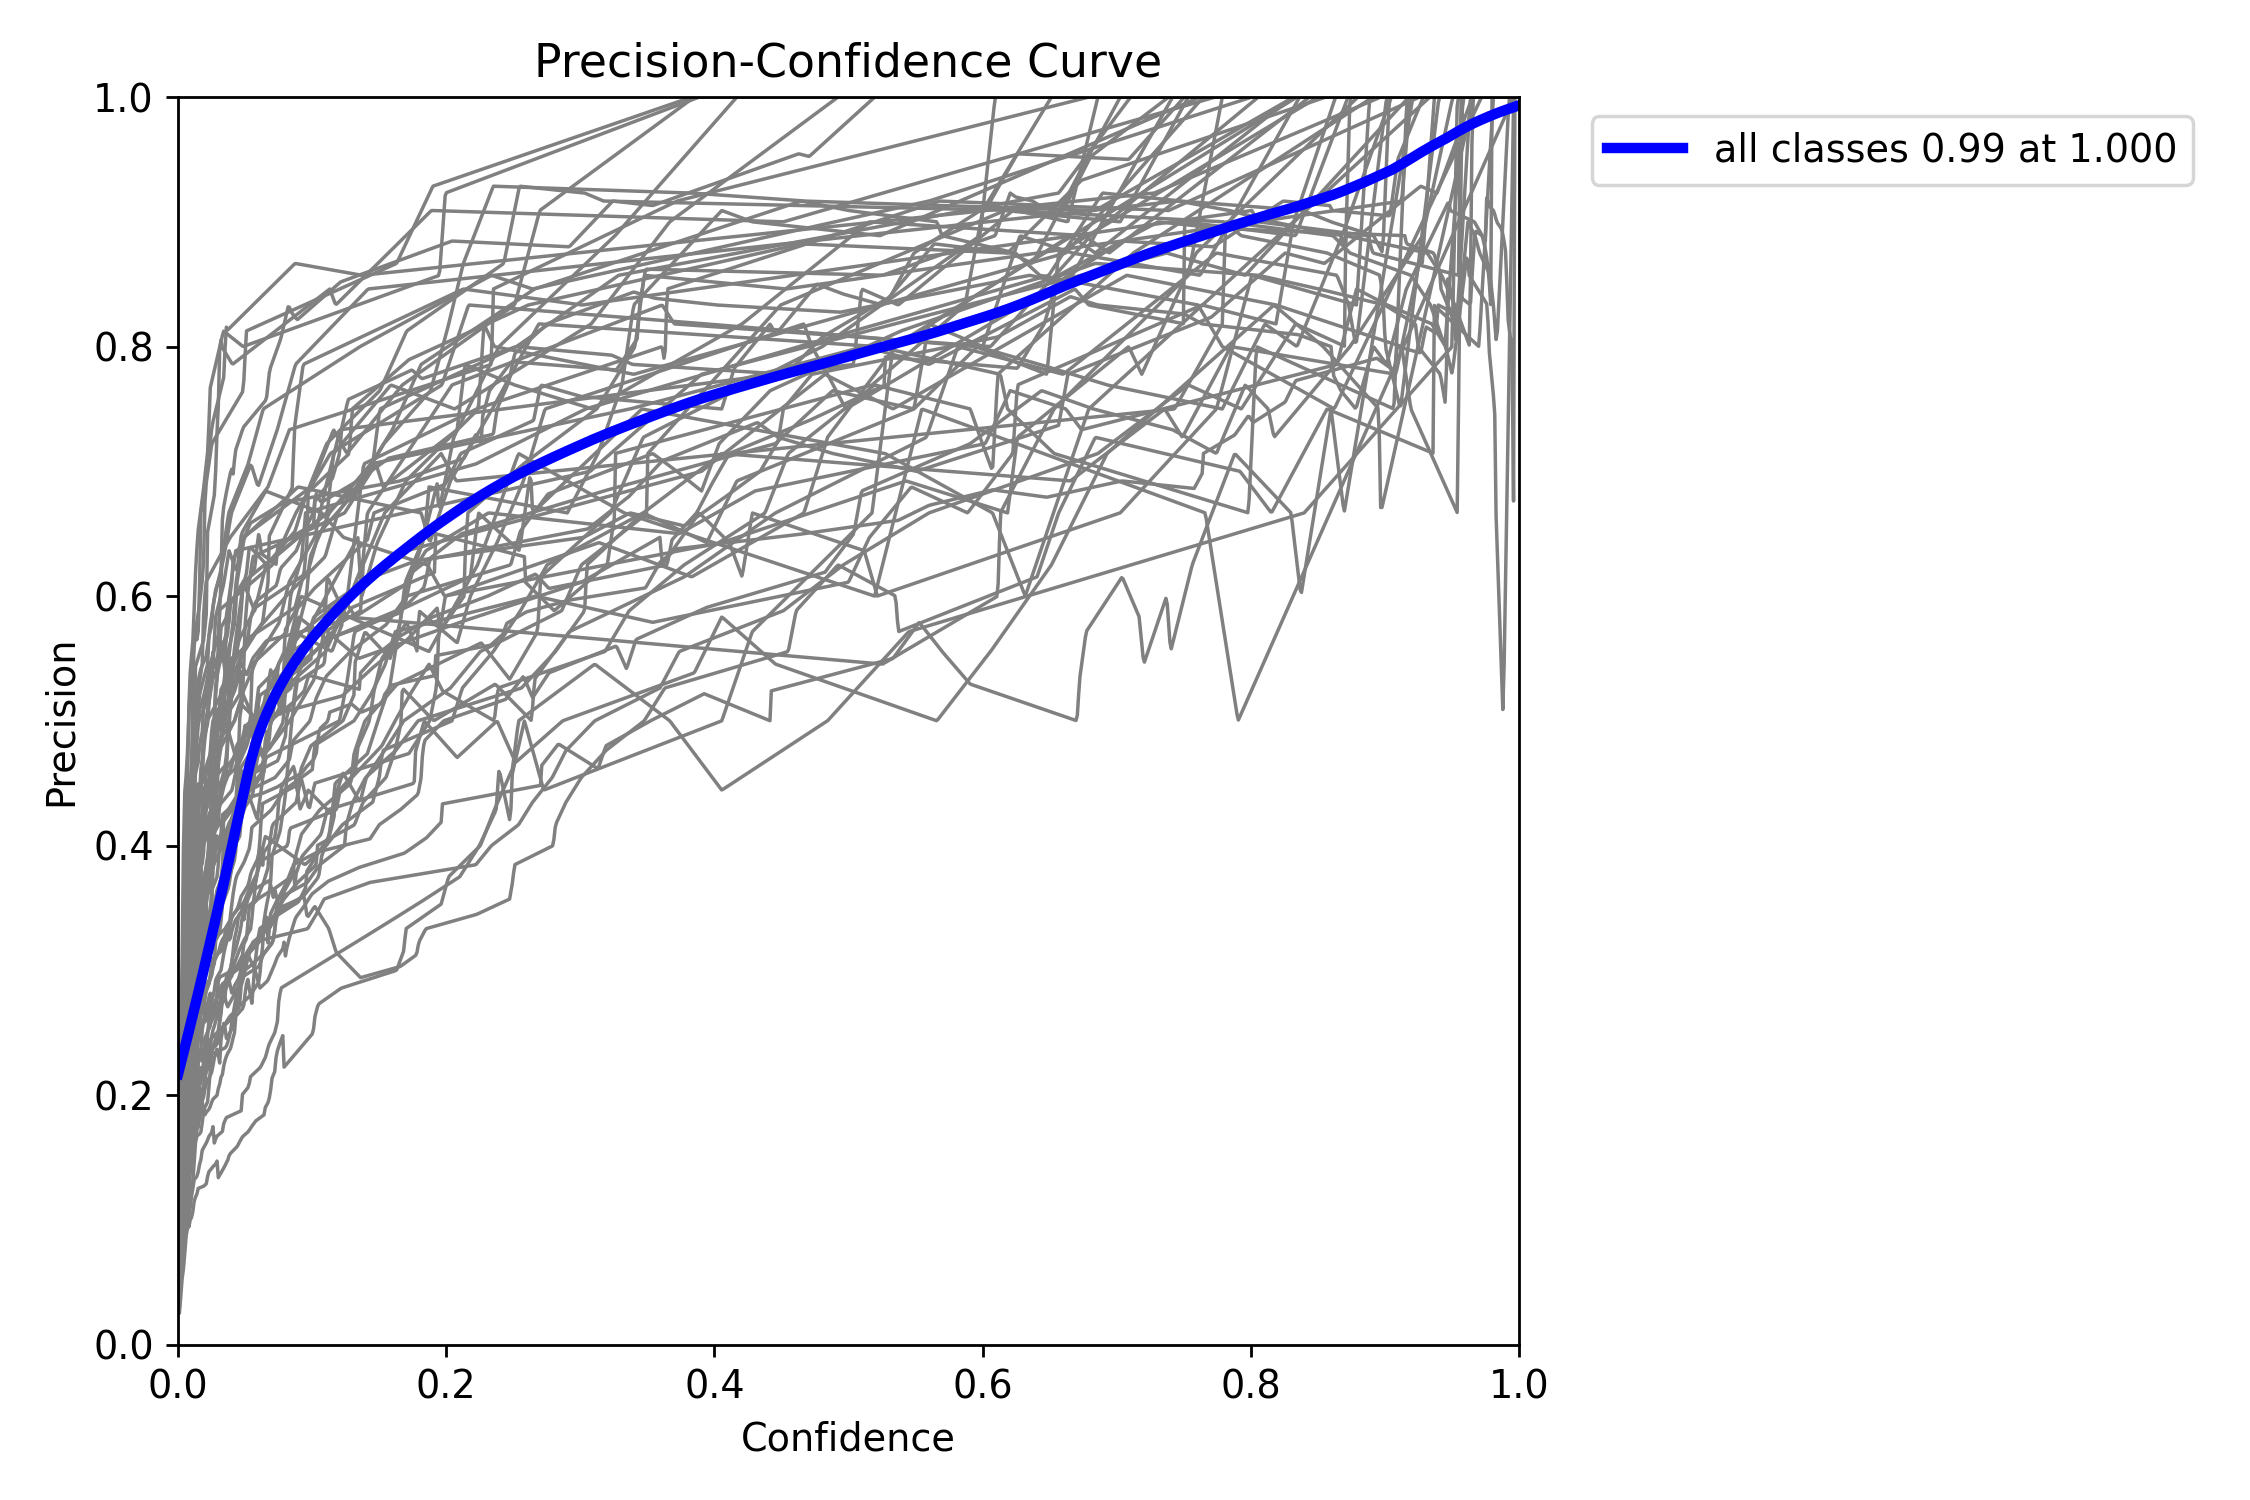 Precision-Confidence Curve
all classes 0.99 at 1.000
Precision
1.0
0.8
0.6
0.4
0.2
0.0
0.0 0.2 0.4 0.6 0.8 1.0
Confidence